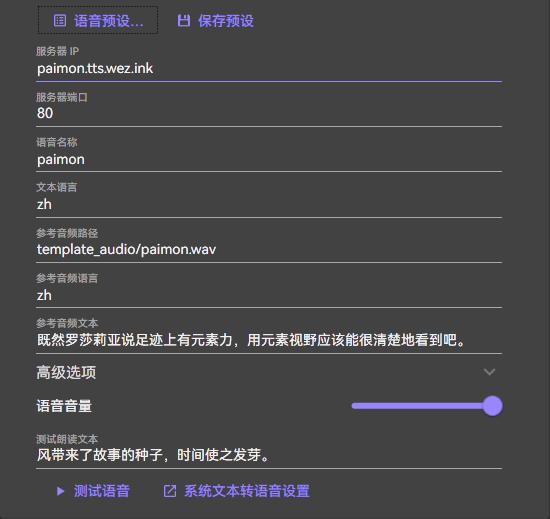 语音预设... 保存预设
服务器 IP
paimon.tts.wez.ink
服务器端口
80
语音名称
paimon
文本语言
zh
参考音频路径
template_audio/paimon.wav
参考音频语言
zh
参考音频文本
既然罗莎莉亚说足迹上有元素力，用元素视野应该能很清楚地看到吧。
高级选项
语音音量
测试朗读文本
风带来了故事的种子，时间使之发芽。
测试语音 系统文本转语音设置